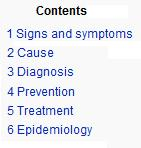 Contents
1 Signs and symptoms
2 Cause
3 Diagnosis
4 Prevention
5 Treatment
6 Epidemiology